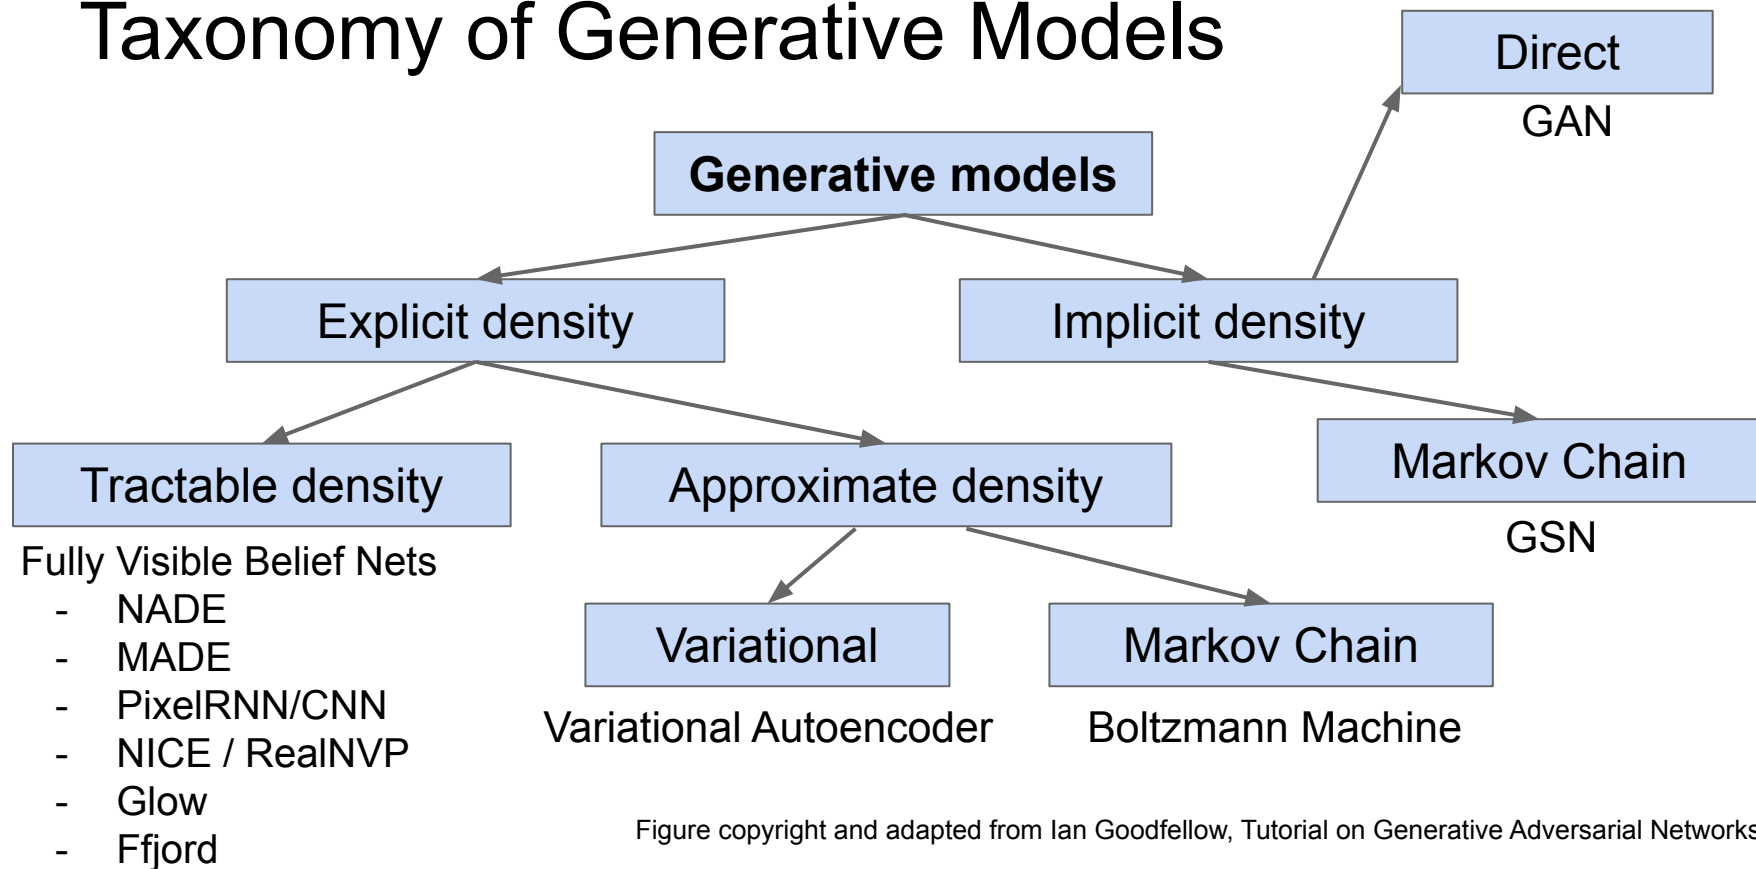 Taxonomy of Generative Models
Direct
GAN
Generative models
Explicit density
Implicit density
Tractable density
Approximate density
Markov Chain
GSN
Fully Visible Belief Nets
- NADE
- MADE
- PixelRNN/CNN
- NICE / RealNVP
- Glow
- Ffjord
Variational
Markov Chain
Variational Autoencoder
Boltzmann Machine
Figure copyright and adapted from Ian Goodfellow, Tutorial on Generative Adversarial Networks